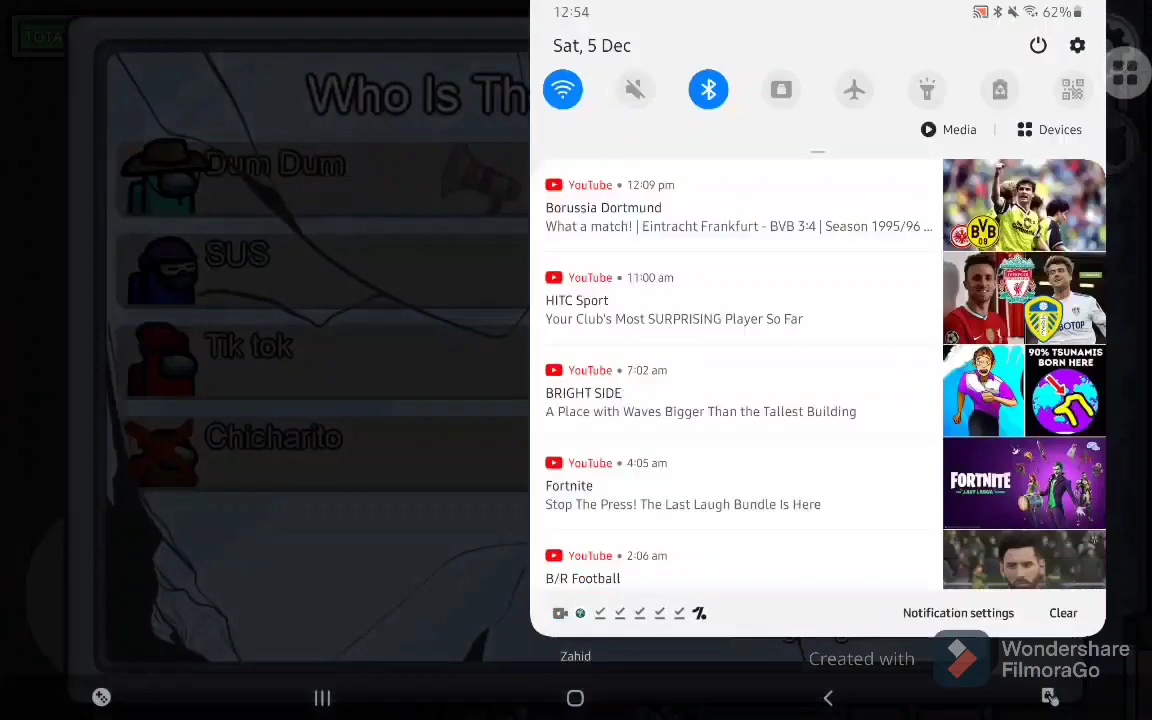 12:54
62%
Sat, 5 Dec
Media
Devices
TOTA
Who Is Th
Dum Dum
SUS
Tik tok
Chicharito
YouTube • 12:09 pm
Borussia Dortmund
What a match! | Eintracht Frankfurt - BVB 3:4 | Season 1995/96 ...
BVB
09
YouTube • 11:00 am
HITC Sport
Your Club's Most SURPRISING Player So Far
YouTube • 7:02 am
BRIGHT SIDE
A Place with Waves Bigger Than the Tallest Building
90% TSUNAMIS
BORN HERE
YouTube • 4:05 am
Fortnite
Stop The Press! The Last Laugh Bundle Is Here
FORTNITE
YouTube • 2:06 am
B/R Football
Notification settings
Clear
Zahid
Created with
Wondershare
FilmoraGo